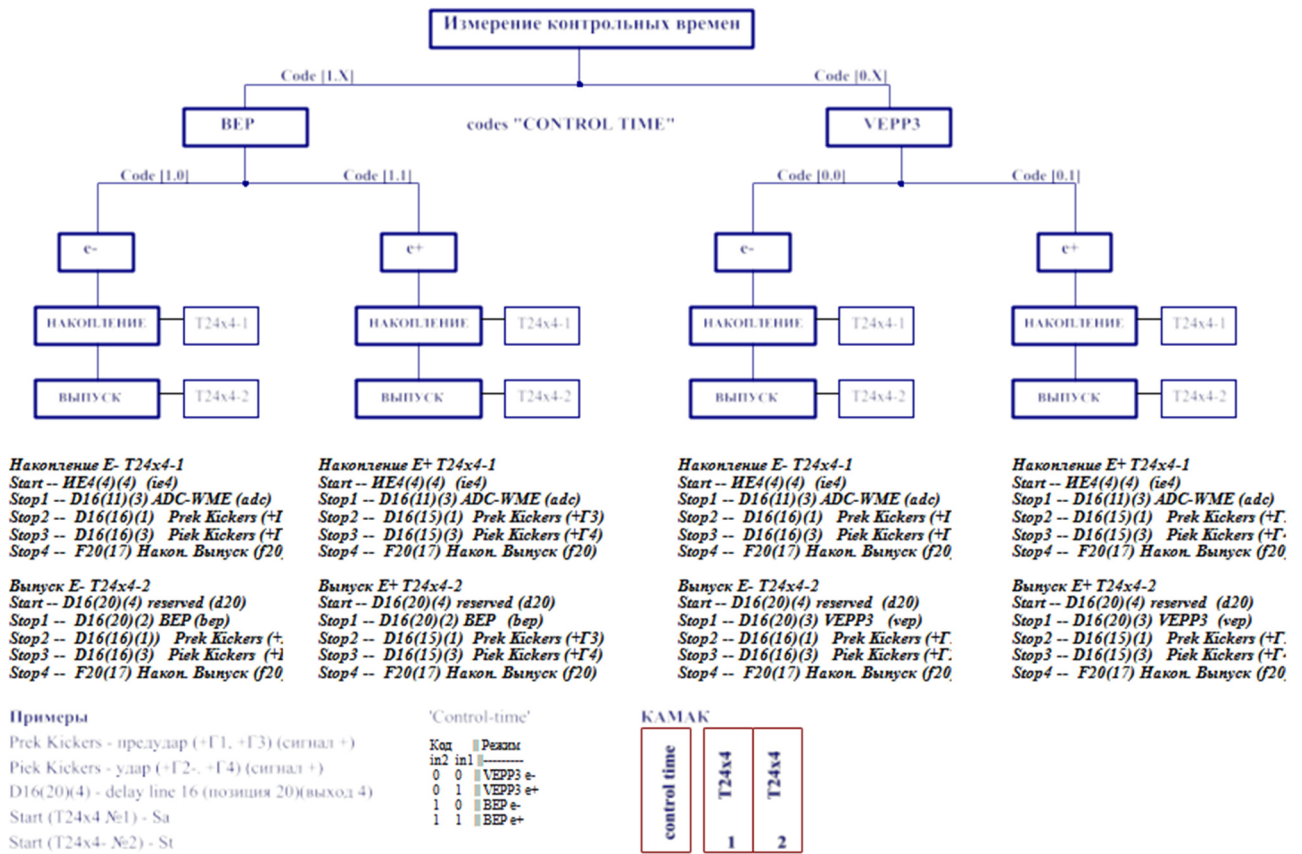 Измерение контрольных времен
Code [1.X]
Code [0.X]
BEP
codes "CONTROL TIME"
VEPP3
Code [1.0]
Code [1.1]
Code [0.0]
Code [0.1]
e-
e+
e-
e+
НАКОПЛЕНИЕ
T24x4-1
НАКОПЛЕНИЕ
T24x4-1
НАКОПЛЕНИЕ
T24x4-1
НАКОПЛЕНИЕ
T24x4-1
ВЫПУСК
T24x4-2
ВЫПУСК
T24x4-2
ВЫПУСК
T24x4-2
ВЫПУСК
T24x4-2
Накопление E- T24x4-1
Start -- ИЕ4(4)(4) (ie4)
Stop1 -- D16(11)(3) ADC-WME (adc)
Stop2 -- D16(16)(1) Prek Kickers
Stop3 -- D16(16)(3) Piek Kickers
Stop4 -- F20(17) Накоп. Выпуск (f20)
Выпуск E- T24x4-2
Start -- D16(20)(4) reserved (d20)
Stop1 -- D16(20)(2) BEP (bep)
Stop2 -- D16(16)(1)) Prek Kickers
Stop3 -- D16(16)(3) Piek Kickers
Stop4 -- F20(17) Накоп. Выпуск (f20)
Накопление E+ T24x4-1
Start -- ИЕ4(4)(4) (ie4)
Stop1 -- D16(11)(3) ADC-WME (adc)
Stop2 -- D16(15)(1) Prek Kickers (+Г3)
Stop3 -- D16(15)(3) Piek Kickers (+Г4)
Stop4 -- F20(17) Накоп. Выпуск (f20)
Выпуск E+ T24x4-2
Start -- D16(20)(4) reserved (d20)
Stop1 -- D16(20)(2) BEP (bep)
Stop2 -- D16(15)(1) Prek Kickers (+Г3)
Stop3 -- D16(15)(3) Piek Kickers (+Г4)
Stop4 -- F20(17) Накоп. Выпуск (f20)
Накопление E- T24x4-1
Start -- ИЕ4(4)(4) (ie4)
Stop1 -- D16(11)(3) ADC-WME (adc)
Stop2 -- D16(16)(1) Prek Kickers
Stop3 -- D16(16)(3) Piek Kickers
Stop4 -- F20(17) Накоп. Выпуск (f20)
Выпуск E- T24x4-2
Start -- D16(20)(4) reserved (d20)
Stop1 -- D16(20)(3) VEPP3 (vep)
Stop2 -- D16(16)(1) Prek Kickers
Stop3 -- D16(16)(3) Piek Kickers
Stop4 -- F20(17) Накоп. Выпуск (f20)
Накопление E+ T24x4-1
Start -- ИЕ4(4)(4) (ie4)
Stop1 -- D16(11)(3) ADC-WME (adc)
Stop2 -- D16(15)(1) Prek Kickers
Stop3 -- D16(15)(3) Piek Kickers
Stop4 -- F20(17) Накоп. Выпуск (f20)
Выпуск E+ T24x4-2
Start -- D16(20)(4) reserved (d20)
Stop1 -- D16(20)(3) VEPP3 (vep)
Stop2 -- D16(15)(1) Prek Kickers
Stop3 -- D16(15)(3) Piek Kickers
Stop4 -- F20(17) Накоп. Выпуск (f20)
Примеры
Prek Kickers - предудар (+Г1, +Г3) (сигнал +)
Piek Kickers - удар (+Г2-, +Г4) (сигнал +)
D16(20)(4) - delay line 16 (позиция 20)(выход 4)
Start (T24x4 №1) - Sa
Start (T24x4- №2) - St
'Control-time'
Код || Режим
in2 in1 ||---------
0 0 || VEPP3 e-
0 1 || VEPP3 e+
1 0 || BEP e-
1 1 || BEP e+
КАМАК
control time
T24x4 1
T24x4 2